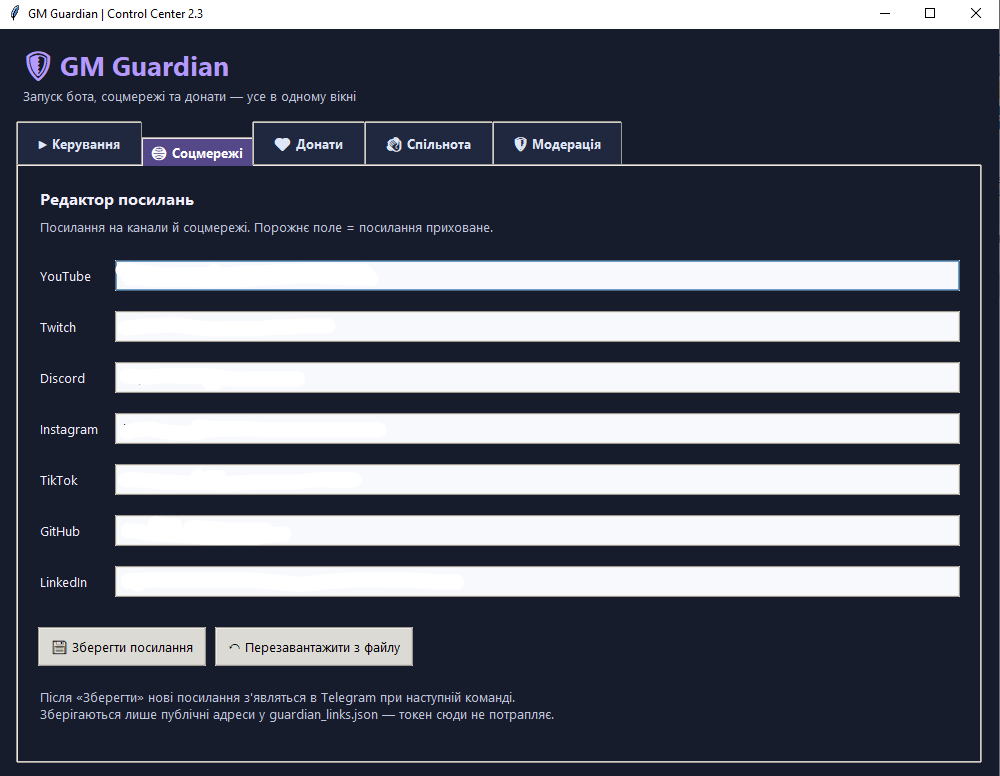 GM Guardian | Control Center 2.3
GM Guardian
Запуск бота, соцмережі та донати — усе в одному вікні
Керування
Соцмережі
Донати
Спільнота
Модерація
Редактор посилань
Посилання на канали й соцмережі. Порожнє поле = посилання приховане.
YouTube
Twitch
Discord
Instagram
TikTok
GitHub
LinkedIn
Зберегти посилання
Перезавантажити з файлу
Після «Зберегти» нові посилання з'являться в Telegram при наступній команді.
Зберігаються лише публічні адреси у guardian_links.json — токен сюди не потрапляє.